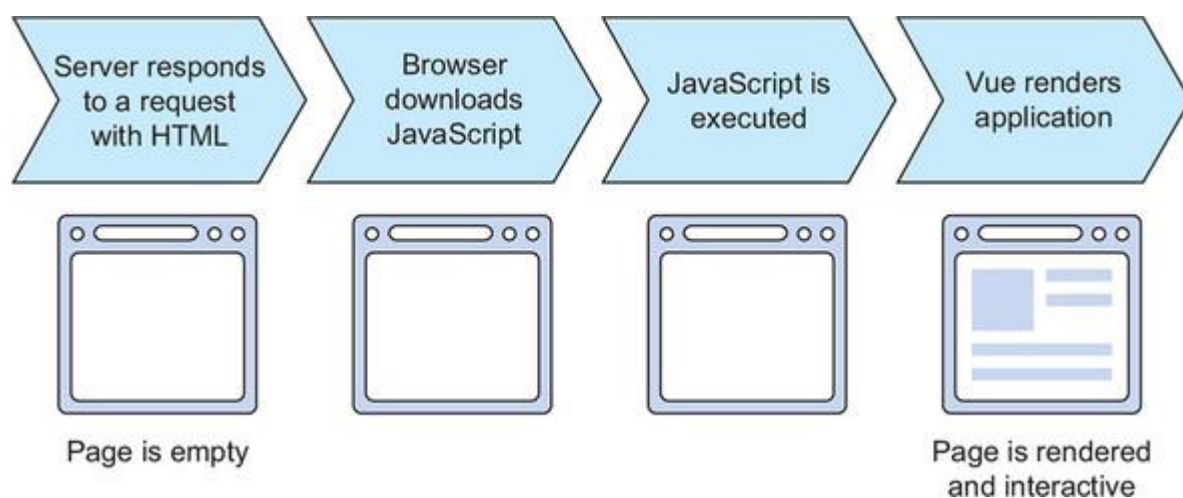 Server responds
to a request
with HTML
Browser
downloads
JavaScript
JavaScript is
executed
Vue renders
application
Page is empty
Page is rendered
and interactive